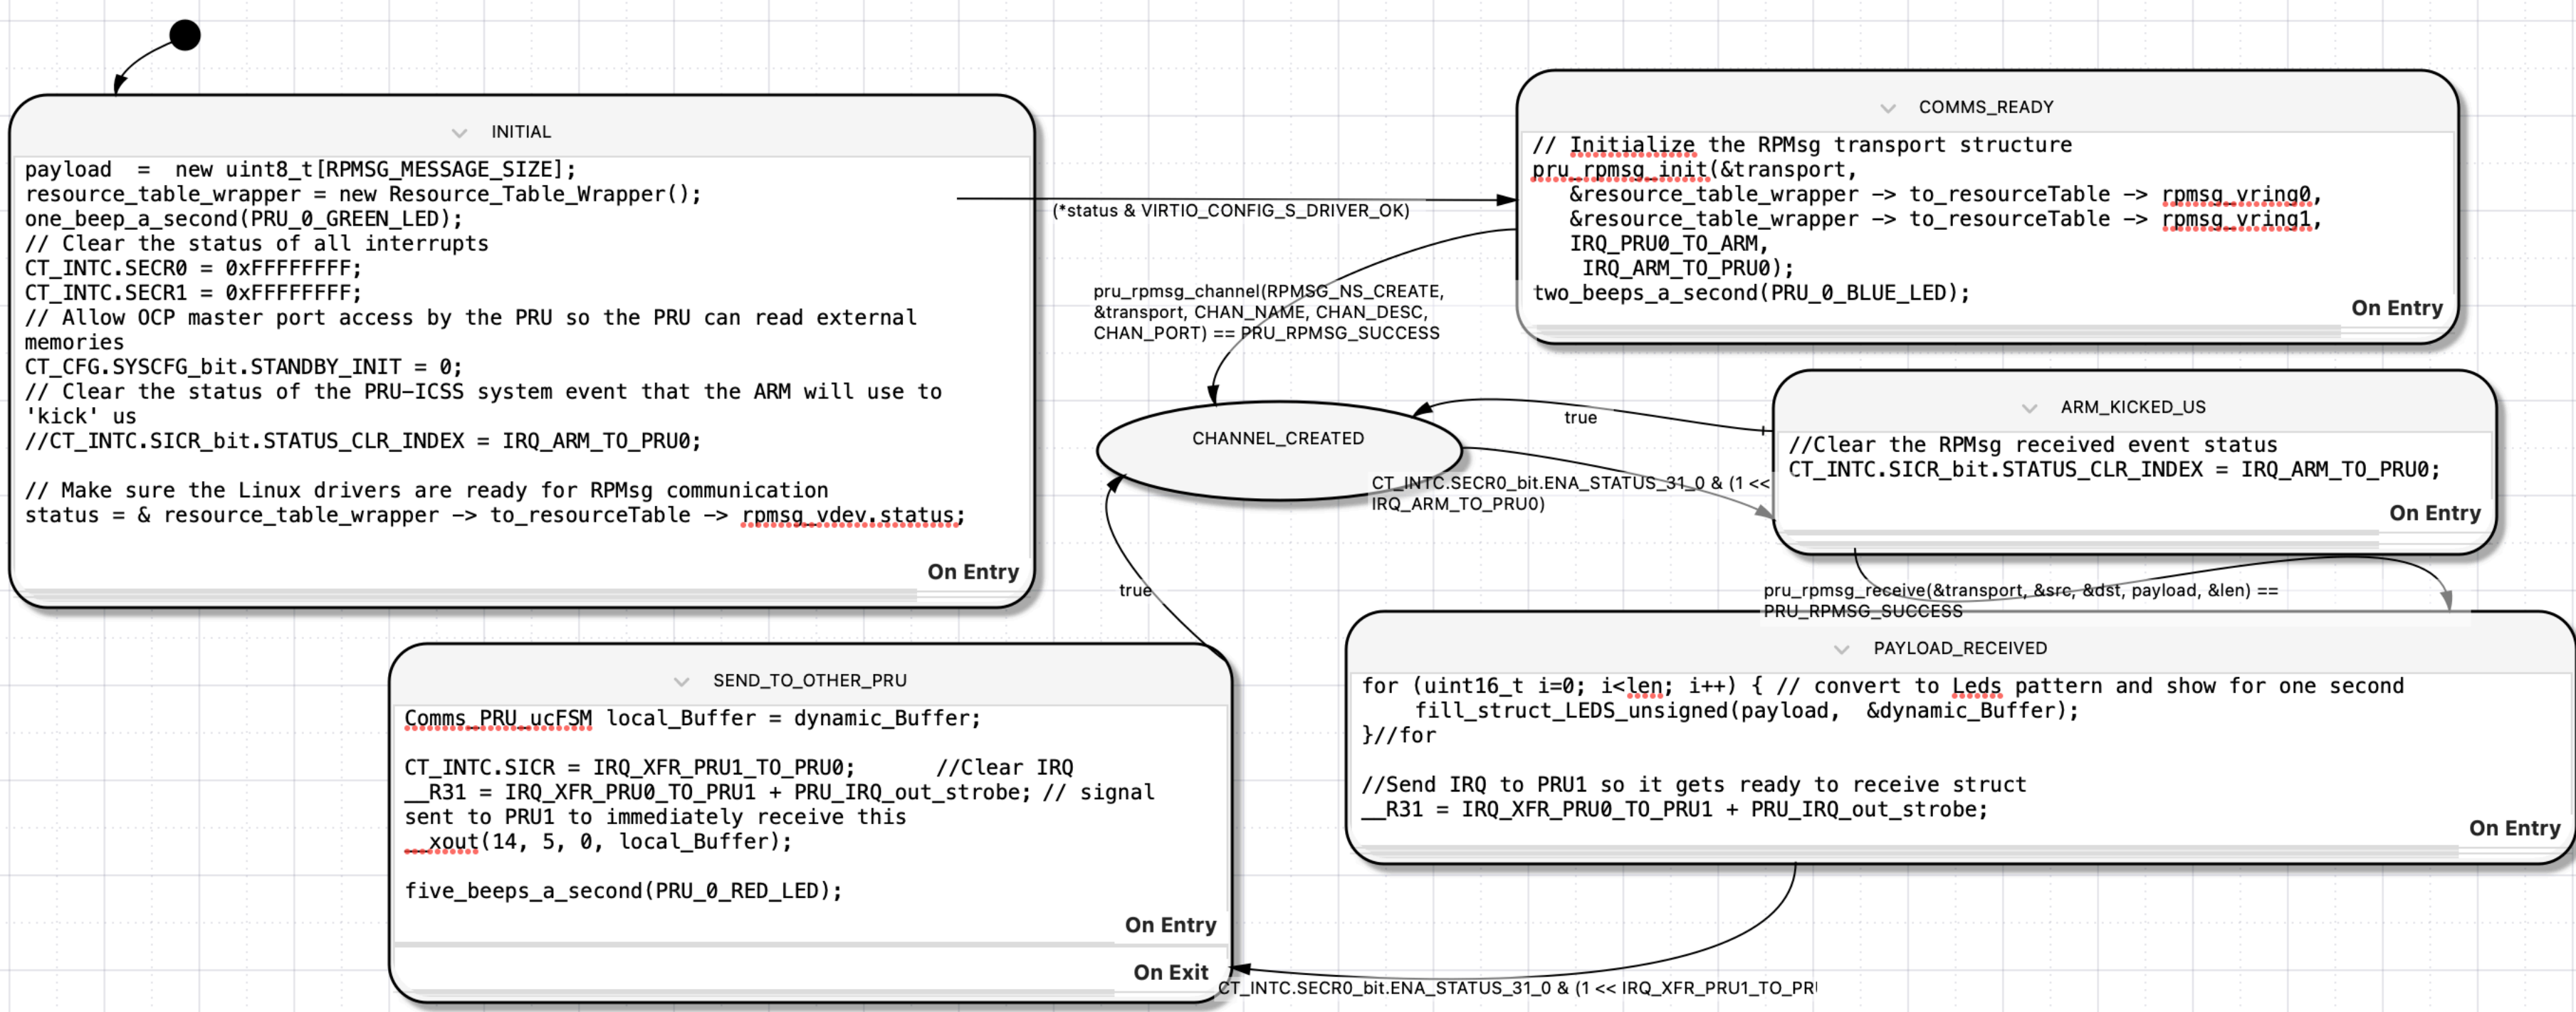 INITIAL
payload  =  new uint8_t[RPMSG_MESSAGE_SIZE];
resource_table_wrapper = new Resource_Table_Wrapper();
one_beep_a_second(PRU_0_GREEN_LED);
// Clear the status of all interrupts
CT_INTC.SECR0 = 0xFFFFFFFF;
CT_INTC.SECR1 = 0xFFFFFFFF;
// Allow OCP master port access by the PRU so the PRU can read external
memories
CT_CFG.SYSCFG_bit.STANDBY_INIT = 0;
// Clear the status of the PRU-ICSS system event that the ARM will use to
'kick' us
//CT_INTC.SICR_bit.STATUS_CLR_INDEX = IRQ_ARM_TO_PRU0;
// Make sure the Linux drivers are ready for RPMsg communication
status = & resource_table_wrapper -> to_resourceTable -> rpmsg_vdev.status;
On Entry
(*status & VIRTIO_CONFIG_S_DRIVER_OK)
COMMS_READY
// Initialize the RPMsg transport structure
pru_rpmsg_init(&transport,
&resource_table_wrapper -> to_resourceTable -> rpmsg_vring0,
&resource_table_wrapper -> to_resourceTable -> rpmsg_vring1,
IRQ_PRU0_TO_ARM,
IRQ_ARM_TO_PRU0);
two_beeps_a_second(PRU_0_BLUE_LED);
On Entry
pru_rpmsg_channel(RPMSG_NS_CREATE,
&transport, CHAN_NAME, CHAN_DESC,
CHAN_PORT) == PRU_RPMSG_SUCCESS
CHANNEL_CREATED
true
CT_INTC.SECR0_bit.ENA_STATUS_31_0 & (1 <<
IRQ_ARM_TO_PRU0)
ARM_KICKED_US
//Clear the RPMsg received event status
CT_INTC.SICR_bit.STATUS_CLR_INDEX = IRQ_ARM_TO_PRU0;
On Entry
pru_rpmsg_receive(&transport, &src, &dst, payload, &len) ==
PRU_RPMSG_SUCCESS
PAYLOAD_RECEIVED
for (uint16_t i=0; i<len; i++) { // convert to Leds pattern and show for one second
fill_struct_LEDS_unsigned(payload,  &dynamic_Buffer);
}//for
//Send IRQ to PRU1 so it gets ready to receive struct
__R31 = IRQ_XFR_PRU0_TO_PRU1 + PRU_IRQ_out_strobe;
On Entry
true
SEND_TO_OTHER_PRU
Comms_PRU_ucFSM local_Buffer = dynamic_Buffer;
CT_INTC.SICR = IRQ_XFR_PRU1_TO_PRU0;       //Clear IRQ
__R31 = IRQ_XFR_PRU0_TO_PRU1 + PRU_IRQ_out_strobe; // signal
sent to PRU1 to immediately receive this
__xout(14, 5, 0, local_Buffer);
five_beeps_a_second(PRU_0_RED_LED);
On Entry
On Exit
CT_INTC.SECR0_bit.ENA_STATUS_31_0 & (1 << IRQ_XFR_PRU1_TO_PRU